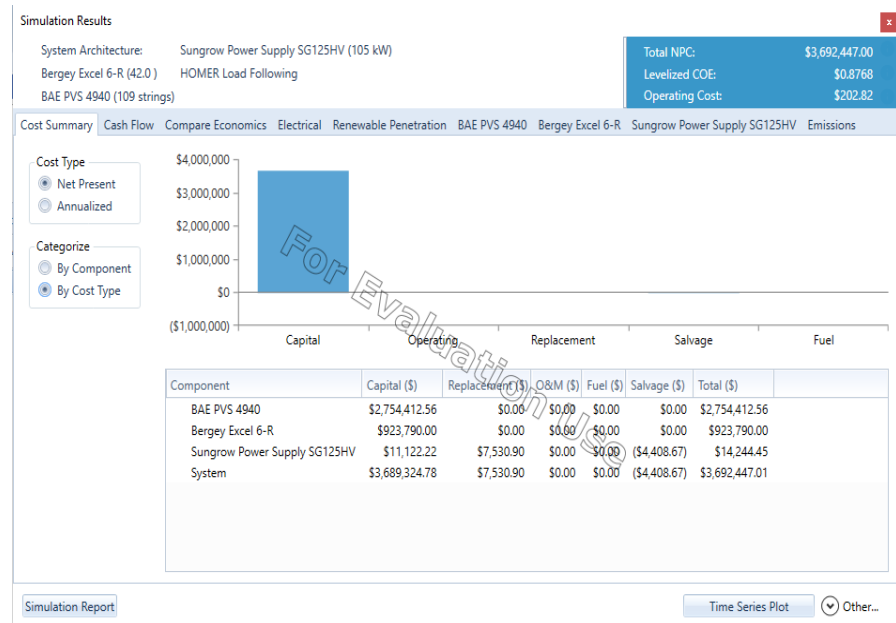 Simulation Results
x
System Architecture: Sungrow Power Supply SG125HV (105 kW)
Bergey Excel 6-R (42.0 ) HOMER Load Following
BAE PVS 4940 (109 strings)
Total NPC: $3,692,447.00
Levelized COE: $0.8768
Operating Cost: $202.82
Cost Summary Cash Flow Compare Economics Electrical Renewable Penetration BAE PVS 4940 Bergey Excel 6-R Sungrow Power Supply SG125HV Emissions
Cost Type
Net Present
Annualized
Categorize
By Component
By Cost Type
$4,000,000
$3,000,000
$2,000,000
$1,000,000
$0
($1,000,000)
Capital Operating Replacement Salvage Fuel
For Evaluation Use
Component Capital ($) Replacement ($) O&M ($) Fuel ($) Salvage ($) Total ($)
BAE PVS 4940 $2,754,412.56 $0.00 $0.00 $0.00 $0.00 $2,754,412.56
Bergey Excel 6-R $923,790.00 $0.00 $0.00 $0.00 $0.00 $923,790.00
Sungrow Power Supply SG125HV $11,122.22 $7,530.90 $0.00 $0.00 ($4,408.67) $14,244.45
System $3,689,324.78 $7,530.90 $0.00 $0.00 ($4,408.67) $3,692,447.01
Simulation Report
Time Series Plot
Other...